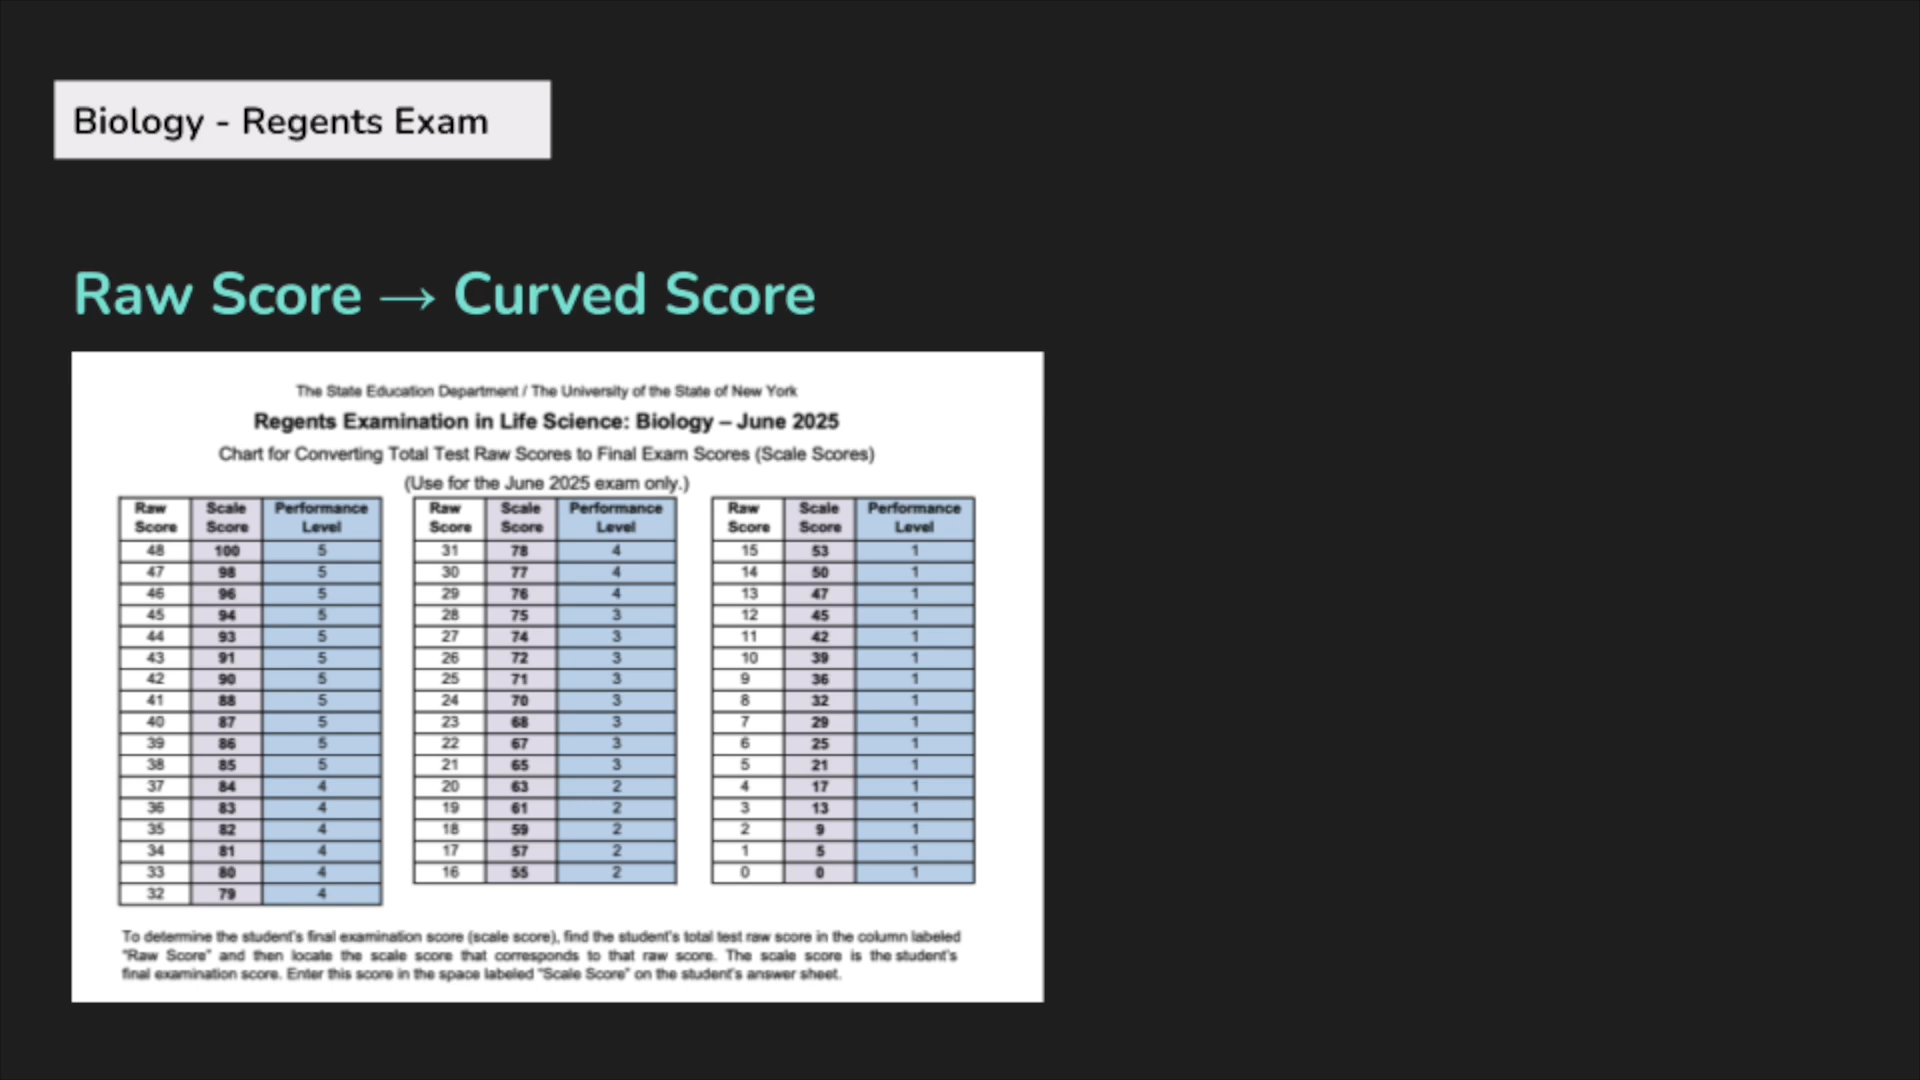 Biology - Regents Exam
Raw Score → Curved Score
The State Education Department / The University of the State of New York
Regents Examination in Life Science: Biology – June 2025
Chart for Converting Total Test Raw Scores to Final Exam Scores (Scale Scores)
(Use for the June 2025 exam only.)
Raw Score Scale Score Performance Level Raw Score Scale Score Performance Level Raw Score Scale Score Performance Level
48 100 5 31 78 4 15 53 1
47 98 5 30 77 4 14 50 1
46 96 5 29 76 4 13 47 1
45 94 5 28 75 3 12 45 1
44 93 5 27 74 3 11 42 1
43 91 5 26 72 3 10 39 1
42 90 5 25 71 3 9 36 1
41 88 5 24 70 3 8 32 1
40 87 5 23 68 3 7 29 1
39 86 5 22 67 3 6 25 1
38 85 5 21 65 3 5 21 1
37 84 4 20 63 2 4 17 1
36 83 4 19 61 2 3 13 1
35 82 4 18 59 2 2 9 1
34 81 4 17 57 2 1 5 1
33 80 4 16 55 2 0 0 1
32 79 4
To determine the student's final examination score (scale score), find the student's total test raw score in the column labeled
"Raw Score" and then locate the scale score that corresponds to that raw score. The scale score is the student's
final examination score. Enter this score in the space labeled "Scale Score" on the student's answer sheet.